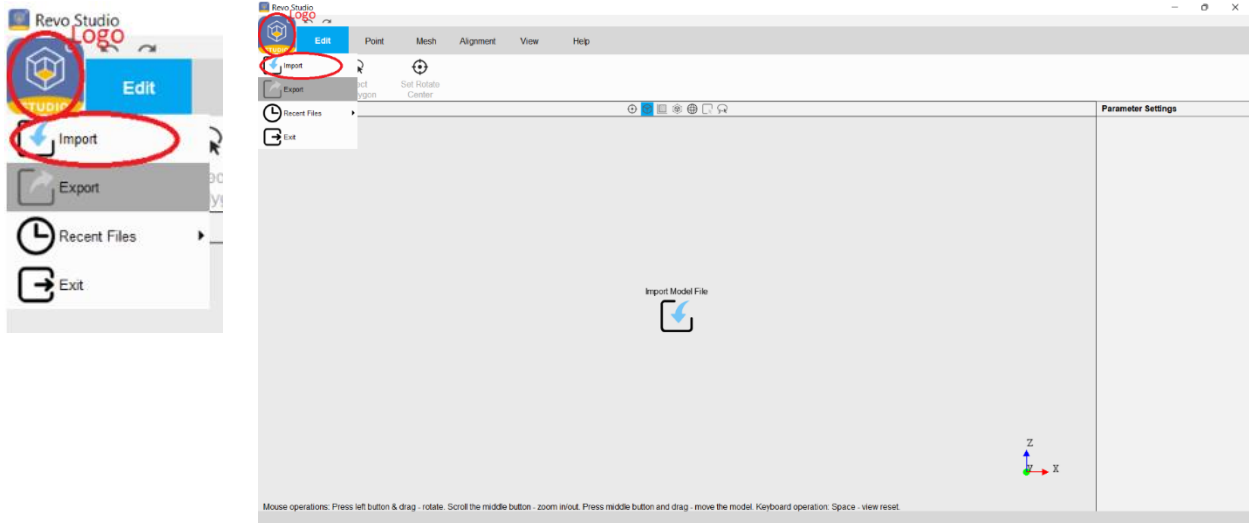 Revo Studio
Logo
STUDIO
Edit
Import
Export
Recent Files
Exit
Revo Studio
Logo
STUDIO
Edit Point Mesh Alignment View Help
Import
Export
Recent Files
Exit
Set Rotate
Center
Parameter Settings
Import Model File
Z
Y
X
Mouse operations: Press left button & drag - rotate. Scroll the middle button - zoom in/out. Press middle button and drag - move the model. Keyboard operation: Space - view reset.